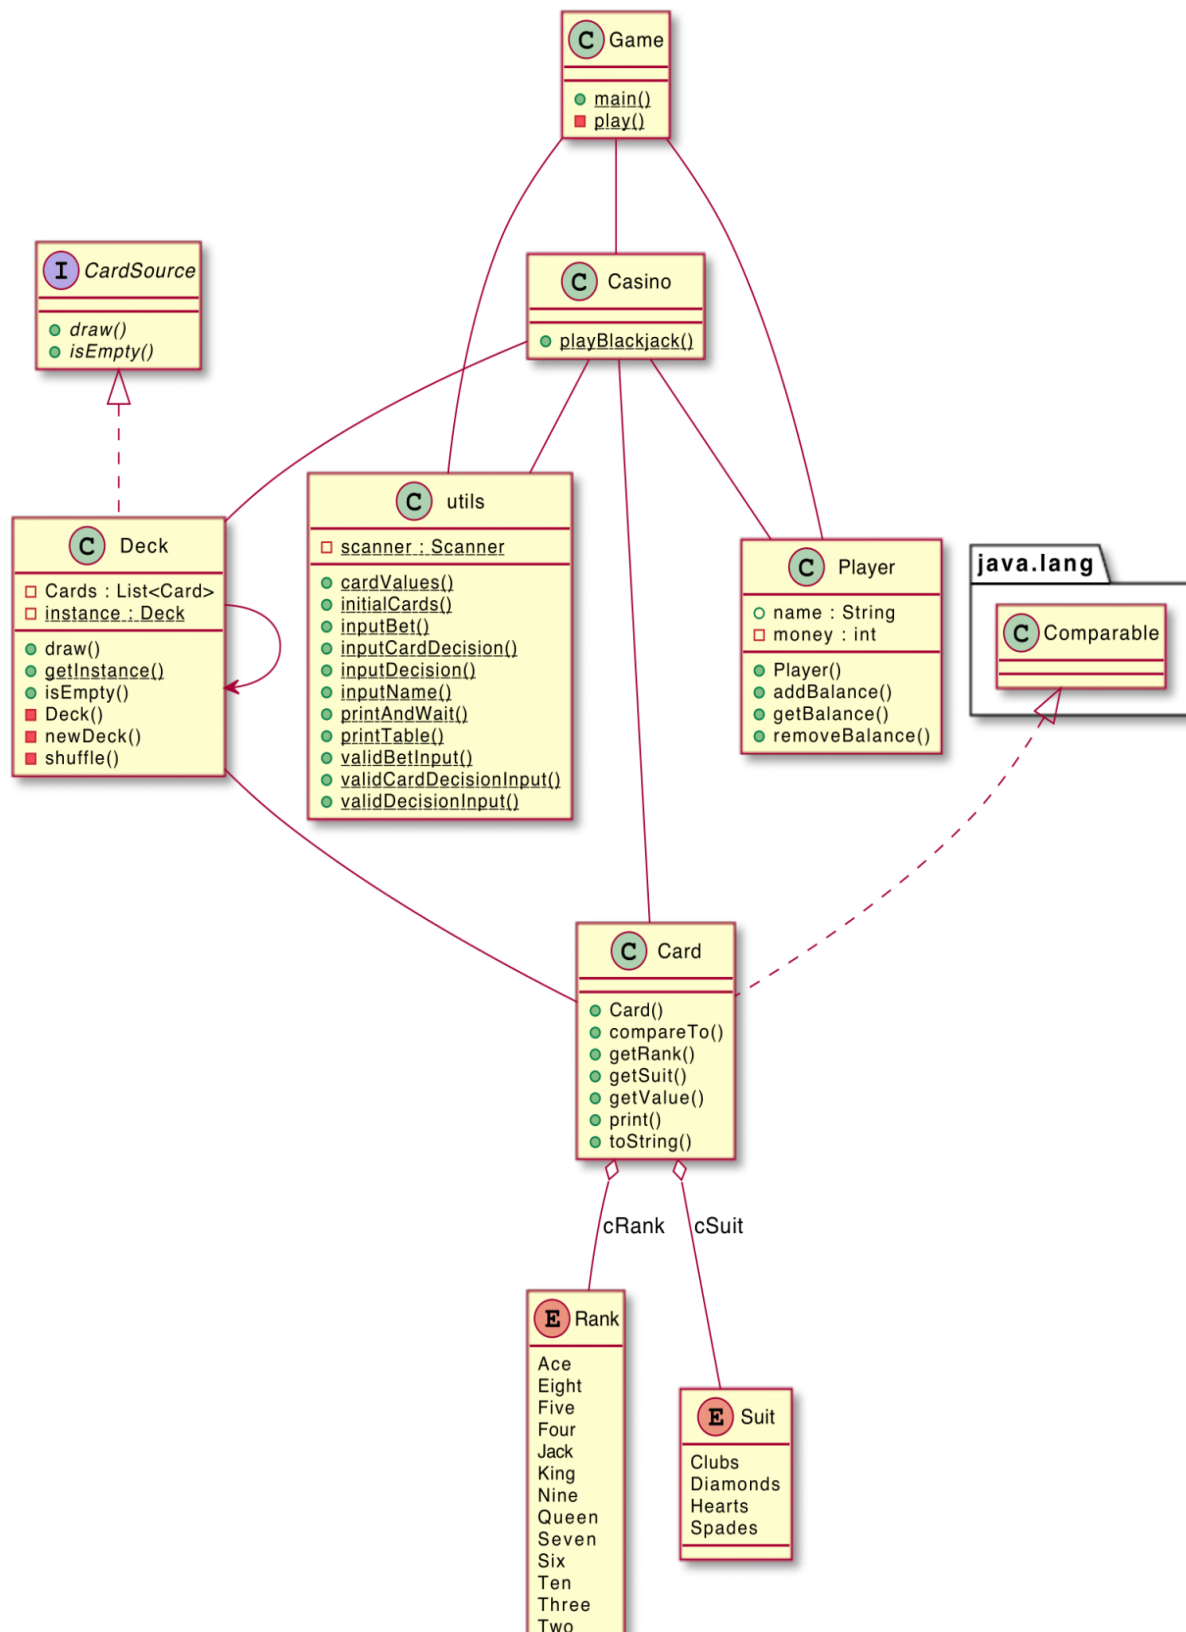 C Game
main()
play()
I CardSource
draw()
isEmpty()
C Casino
playBlackjack()
C Deck
Cards : List<Card>
instance : Deck
draw()
getInstance()
isEmpty()
Deck()
newDeck()
shuffle()
C utils
scanner : Scanner
cardValues()
initialCards()
inputBet()
inputCardDecision()
inputDecision()
inputName()
printAndWait()
printTable()
validBetInput()
validCardDecisionInput()
validDecisionInput()
C Player
name : String
money : int
Player()
addBalance()
getBalance()
removeBalance()
java.lang
C Comparable
C Card
Card()
compareTo()
getRank()
getSuit()
getValue()
print()
toString()
cRank
cSuit
E Rank
Ace
Eight
Five
Four
Jack
King
Nine
Queen
Seven
Six
Ten
Three
Two
E Suit
Clubs
Diamonds
Hearts
Spades